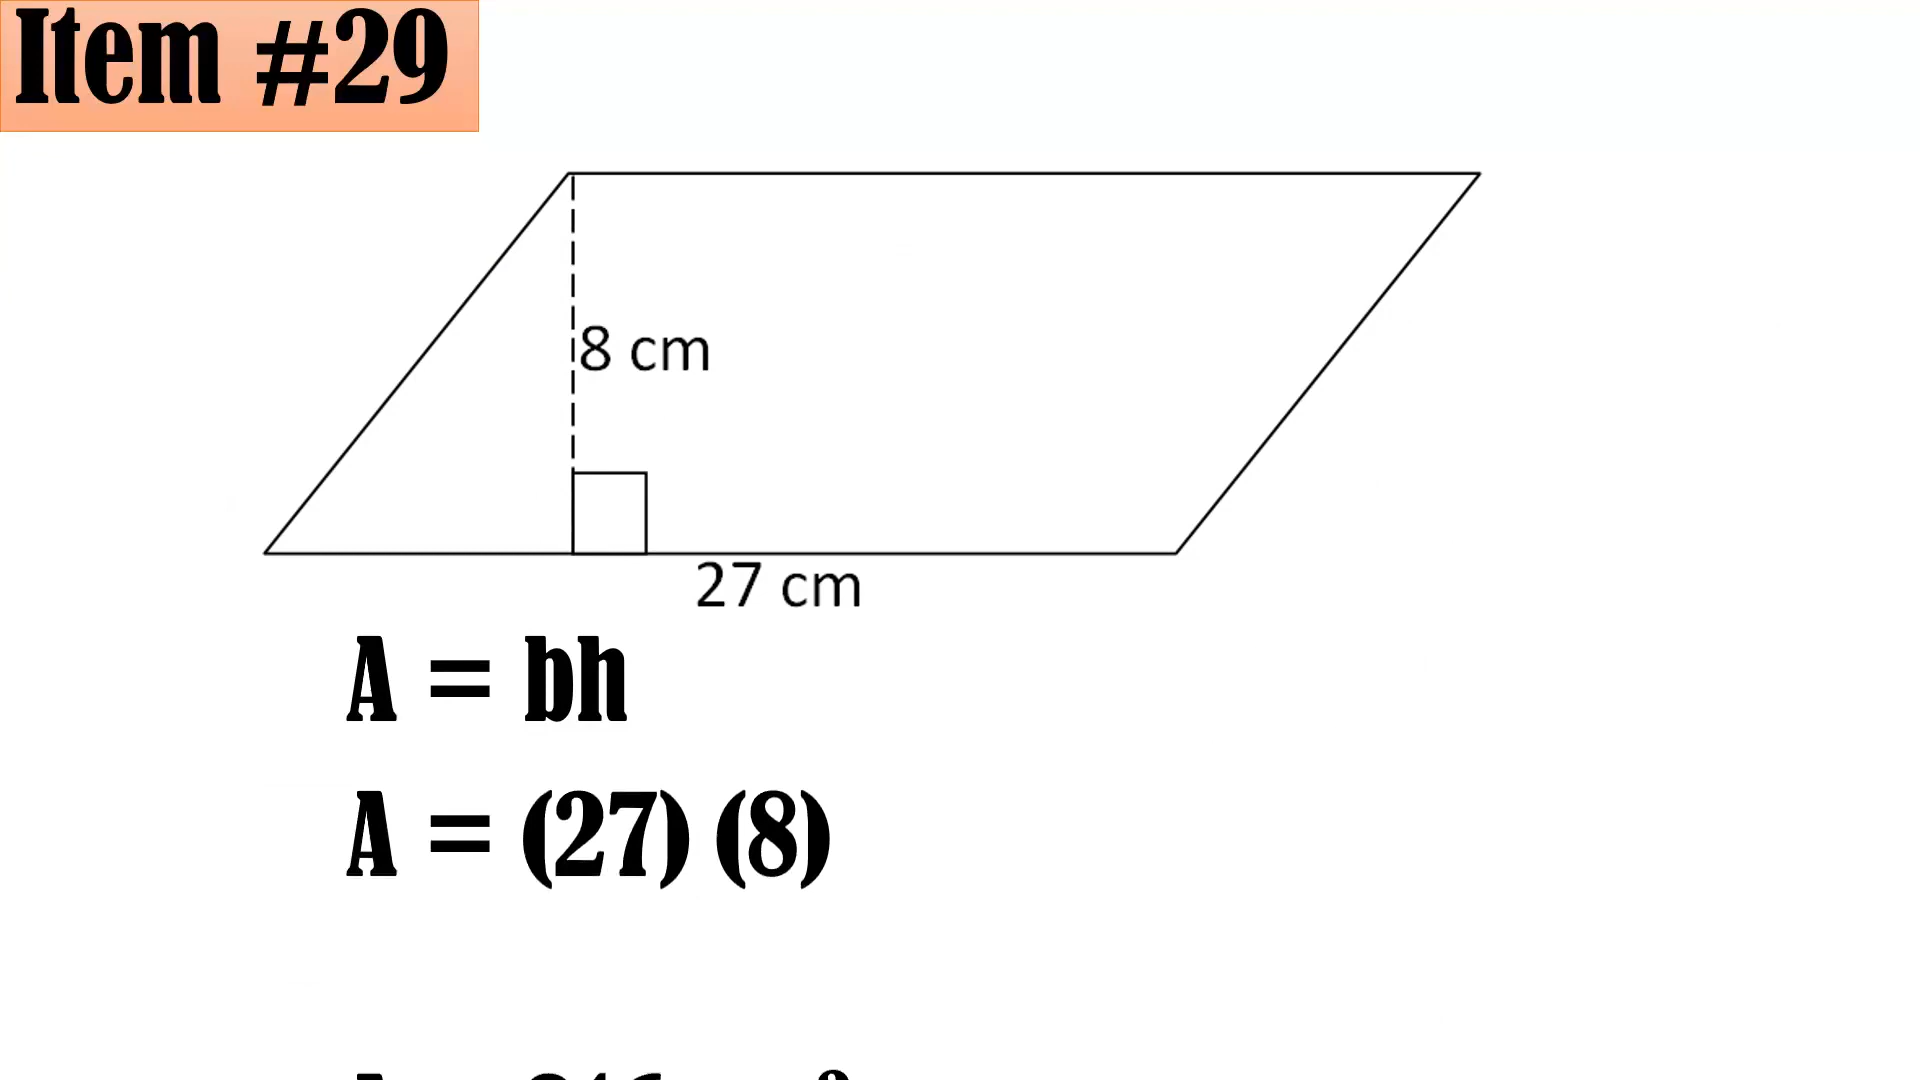 Item #29
8 cm
27 cm
A = bh
A = (27) (8)